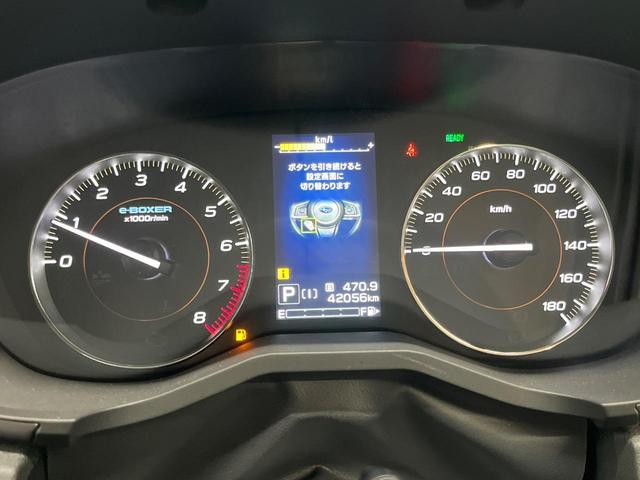 km/l
- +
ボタンを引き続けると
設定画面に
切り替わります
READY
0 1 2 3 4 5 6 7 8
e-BOXER
x1000r/min
0 20 40 60 80 100 120 140 160 180
km/h
i
P [I] B 470.9
42056km
E F